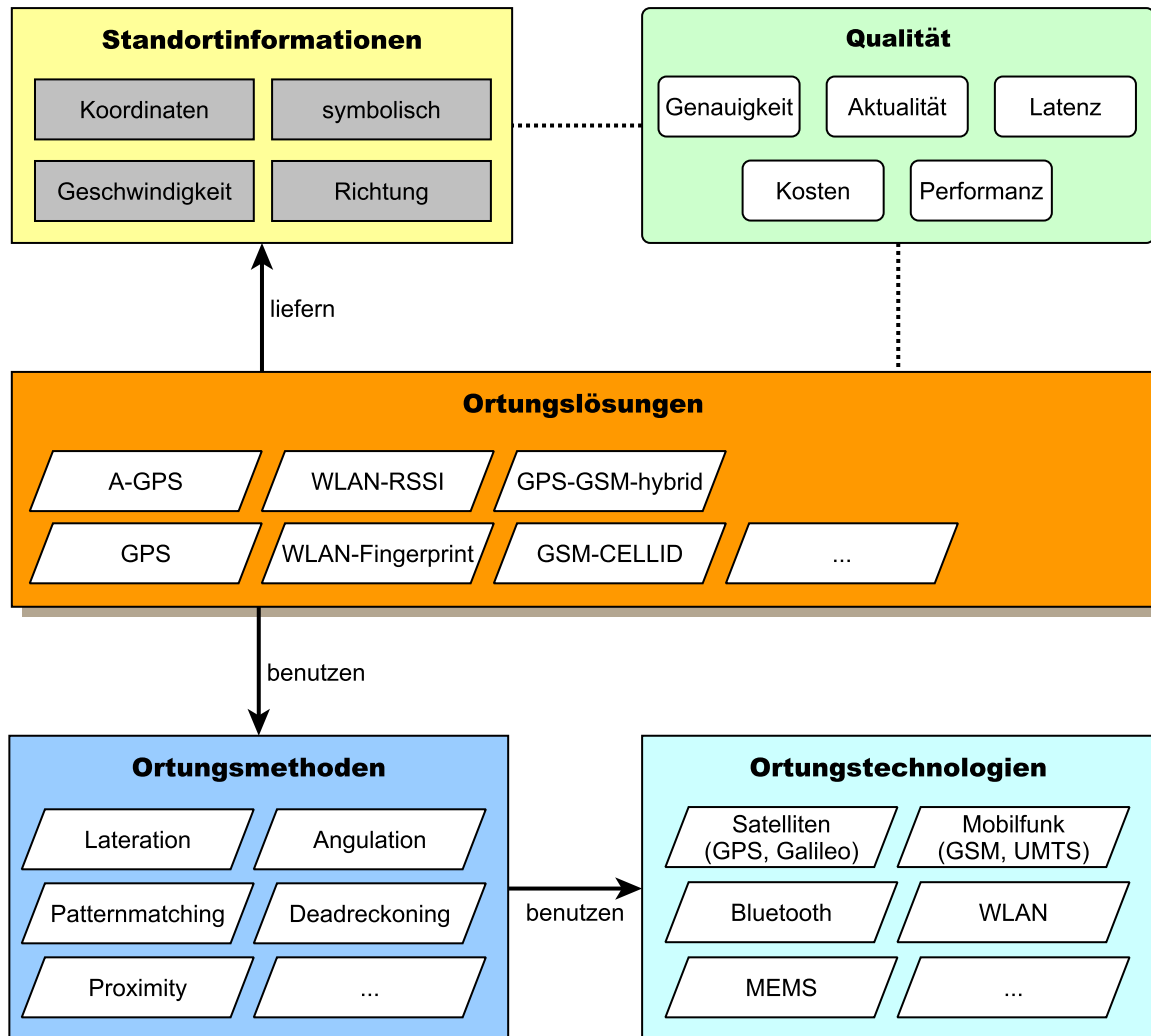 Standortinformationen
Koordinaten
symbolisch
Geschwindigkeit
Richtung
Qualität
Genauigkeit
Aktualität
Latenz
Kosten
Performanz
liefern
Ortungslösungen
A-GPS
WLAN-RSSI
GPS-GSM-hybrid
GPS
WLAN-Fingerprint
GSM-CELLID
...
benutzen
Ortungsmethoden
Lateration
Angulation
Patternmatching
Deadreckoning
Proximity
...
benutzen
Ortungstechnologien
Satelliten
(GPS, Galileo)
Mobilfunk
(GSM, UMTS)
Bluetooth
WLAN
MEMS
...